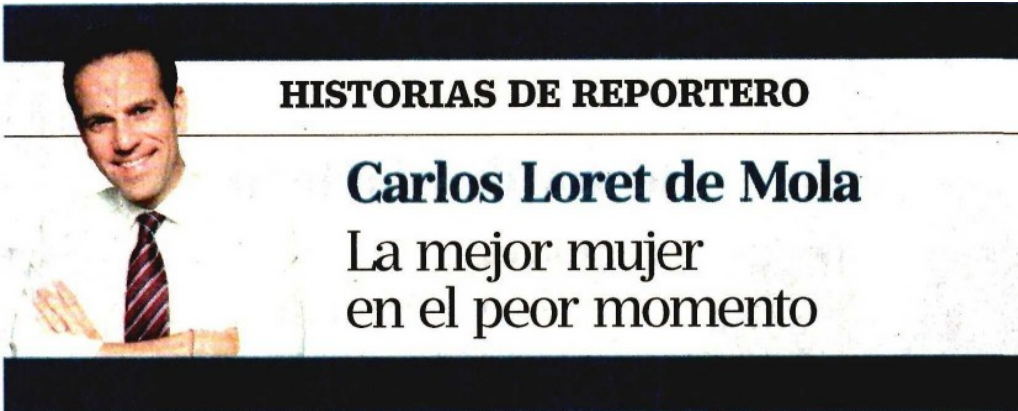 HISTORIAS DE REPORTERO
Carlos Loret de Mola
La mejor mujer
en el peor momento